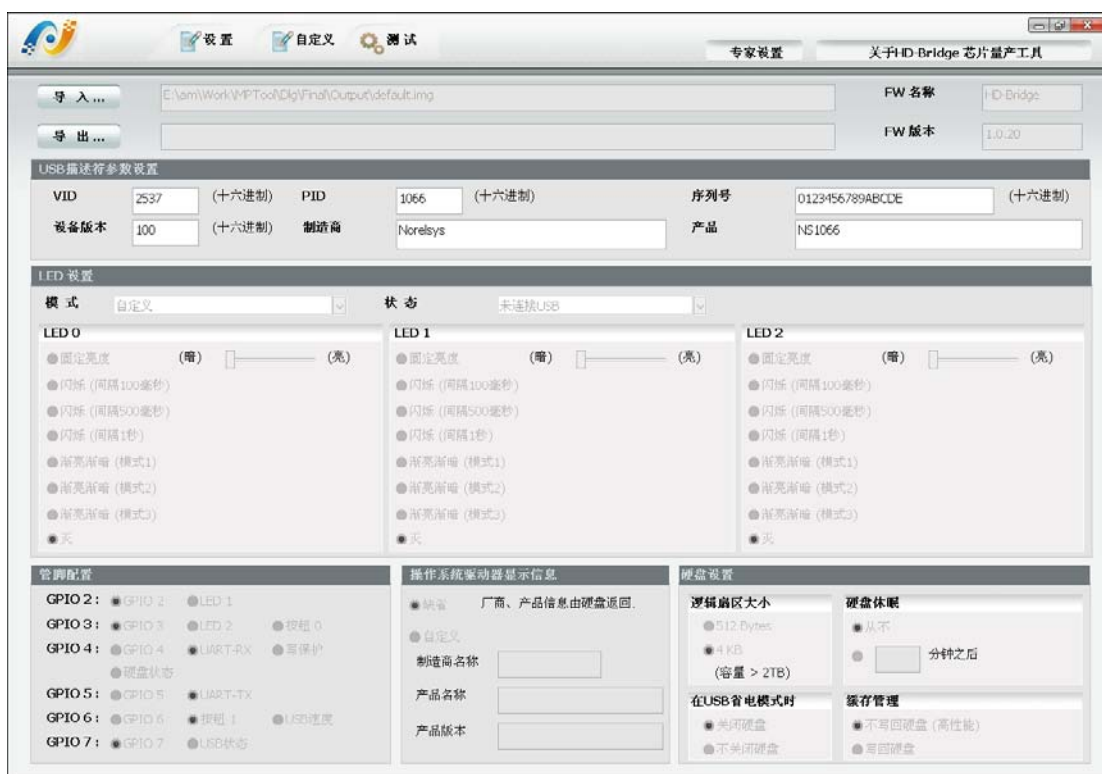 设置 自定义 测试
专家设置 关于HD-Bridge 芯片量产工具
导 入... E:\am\Work\MPTool\Dlg\Final\Output\default.img FW 名称 HD-Bridge
导 出... FW 版本 1.0.20
USB描述符参数设置
VID 2537 (十六进制) PID 1066 (十六进制) 序列号 0123456789ABCDE (十六进制)
设备版本 100 (十六进制) 制造商 Norelsys 产品 NS1066
LED 设置
模 式 自定义 状 态 未连接USB
LED 0 LED 1 LED 2
固定亮度 (暗) (亮) 固定亮度 (暗) (亮) 固定亮度 (暗) (亮)
闪烁 (间隔100毫秒) 闪烁 (间隔100毫秒) 闪烁 (间隔100毫秒)
闪烁 (间隔500毫秒) 闪烁 (间隔500毫秒) 闪烁 (间隔500毫秒)
闪烁 (间隔1秒) 闪烁 (间隔1秒) 闪烁 (间隔1秒)
渐亮渐暗 (模式1) 渐亮渐暗 (模式1) 渐亮渐暗 (模式1)
渐亮渐暗 (模式2) 渐亮渐暗 (模式2) 渐亮渐暗 (模式2)
渐亮渐暗 (模式3) 渐亮渐暗 (模式3) 渐亮渐暗 (模式3)
灭 灭 灭
管脚配置
GPIO 2: GPIO 2 LED 1
GPIO 3: GPIO 3 LED 2 按钮 0
GPIO 4: GPIO 4 UART-RX 写保护
硬盘状态
GPIO 5: GPIO 5 UART-TX
GPIO 6: GPIO 6 按钮 1 USB速度
GPIO 7: GPIO 7 USB状态
操作系统驱动器显示信息
缺省 厂商、产品信息由硬盘返回.
自定义
制造商名称
产品名称
产品版本
硬盘设置
逻辑扇区大小
512 Bytes
4 KB
(容量 > 2TB)
硬盘休眠
从不
分钟之后
在USB省电模式时
关闭硬盘
不关闭硬盘
缓存管理
不写回硬盘 (高性能)
写回硬盘